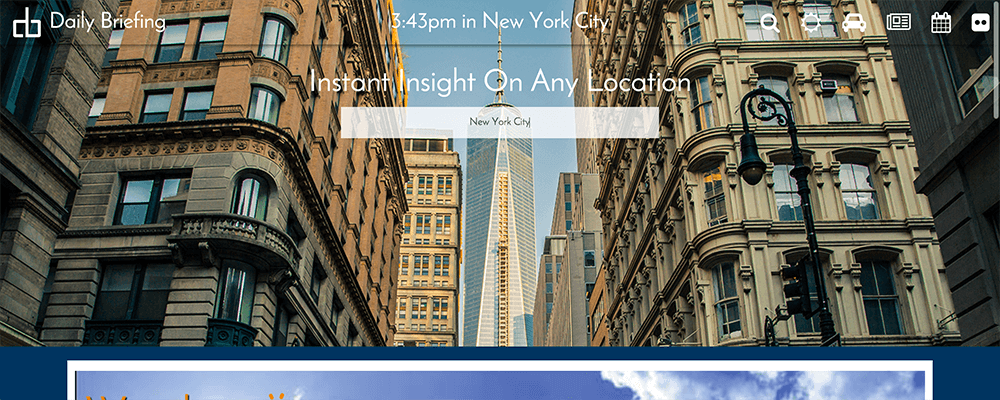 Daily Briefing
3:43pm in New York City
Instant Insight On Any Location
New York City